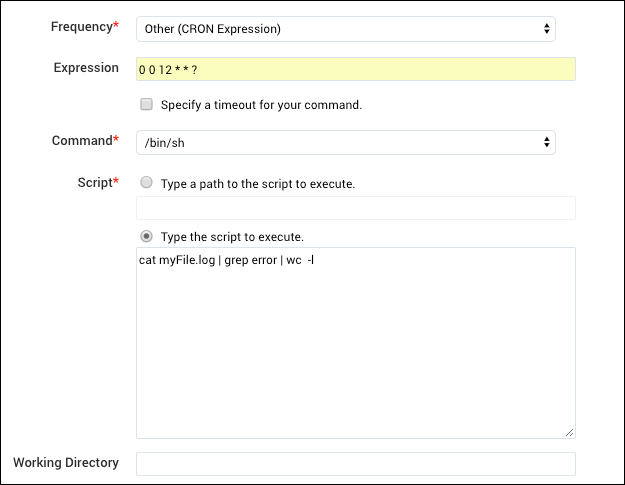 Frequency* Other (CRON Expression)
Expression 0 0 12 * * ?
Specify a timeout for your command.
Command* /bin/sh
Script* Type a path to the script to execute.
Type the script to execute.
cat myFile.log | grep error | wc  -l
Working Directory